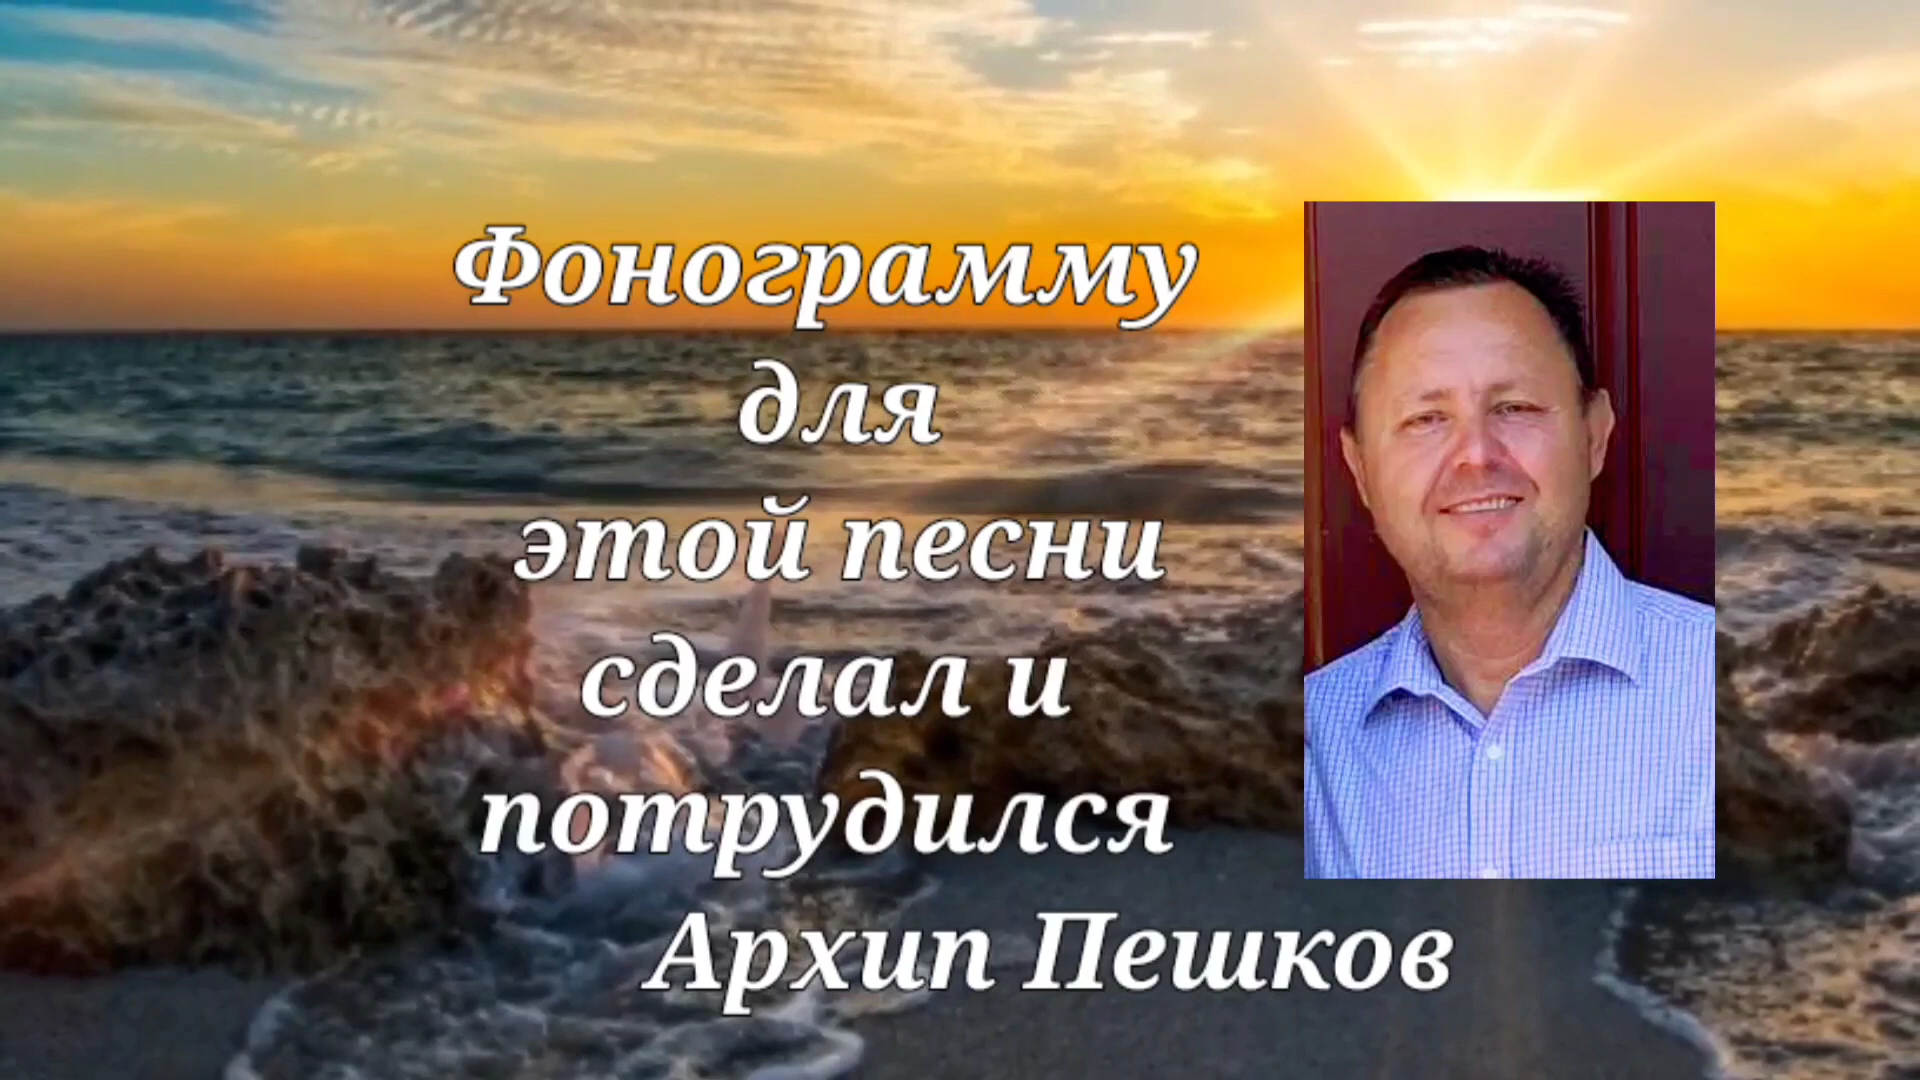 Фонограмму
для
этой песни
сделал и
потрудился
Архип Пешков